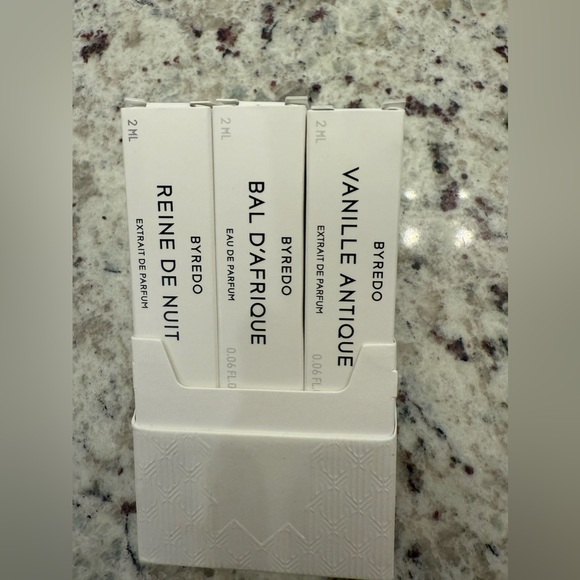 2 ML
BYREDO
REINE DE NUIT
EXTRAIT DE PARFUM
2 ML
BYREDO
BAL D'AFRIQUE
EAU DE PARFUM
0.06 FL.O
2 ML
BYREDO
VANILLE ANTIQUE
EXTRAIT DE PARFUM
0.06 FL.